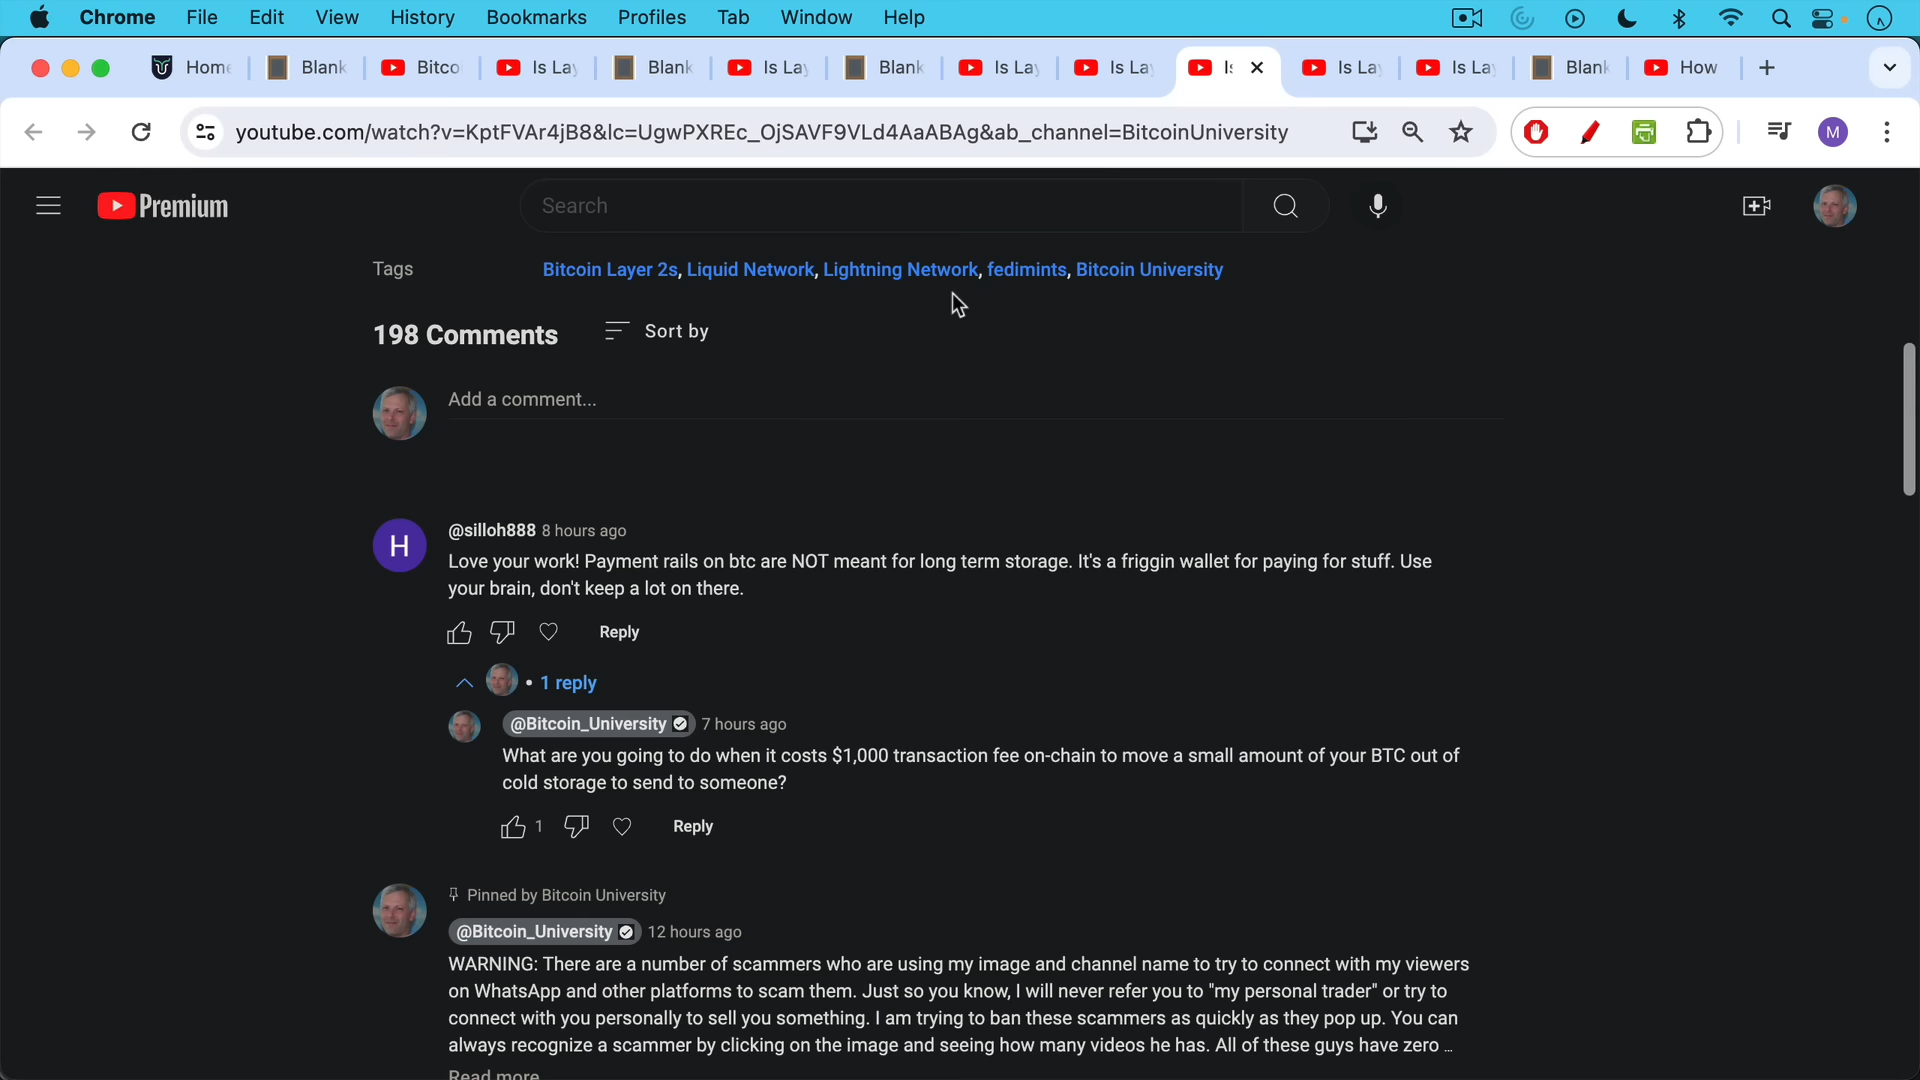 Chrome File Edit View History Bookmarks Profiles Tab Window Help
Home Blank Bitco Is Lay Blank Is Lay Blank Is Lay Is Lay Is Is Lay Is Lay Blank How
youtube.com/watch?v=KptFVAr4jB8&lc=UgwPXREc_OjSAVF9VLd4AaABAg&ab_channel=BitcoinUniversity
M
Premium
Search
Tags Bitcoin Layer 2s, Liquid Network, Lightning Network, fedimints, Bitcoin University
198 Comments Sort by
Add a comment...
H
@silloh888 8 hours ago
Love your work! Payment rails on btc are NOT meant for long term storage. It's a friggin wallet for paying for stuff. Use
your brain, don't keep a lot on there.
Reply
• 1 reply
@Bitcoin_University 7 hours ago
What are you going to do when it costs $1,000 transaction fee on-chain to move a small amount of your BTC out of
cold storage to send to someone?
1 Reply
Pinned by Bitcoin University
@Bitcoin_University 12 hours ago
WARNING: There are a number of scammers who are using my image and channel name to try to connect with my viewers
on WhatsApp and other platforms to scam them. Just so you know, I will never refer you to "my personal trader" or try to
connect with you personally to sell you something. I am trying to ban these scammers as quickly as they pop up. You can
always recognize a scammer by clicking on the image and seeing how many videos he has. All of these guys have zero ...
Read more